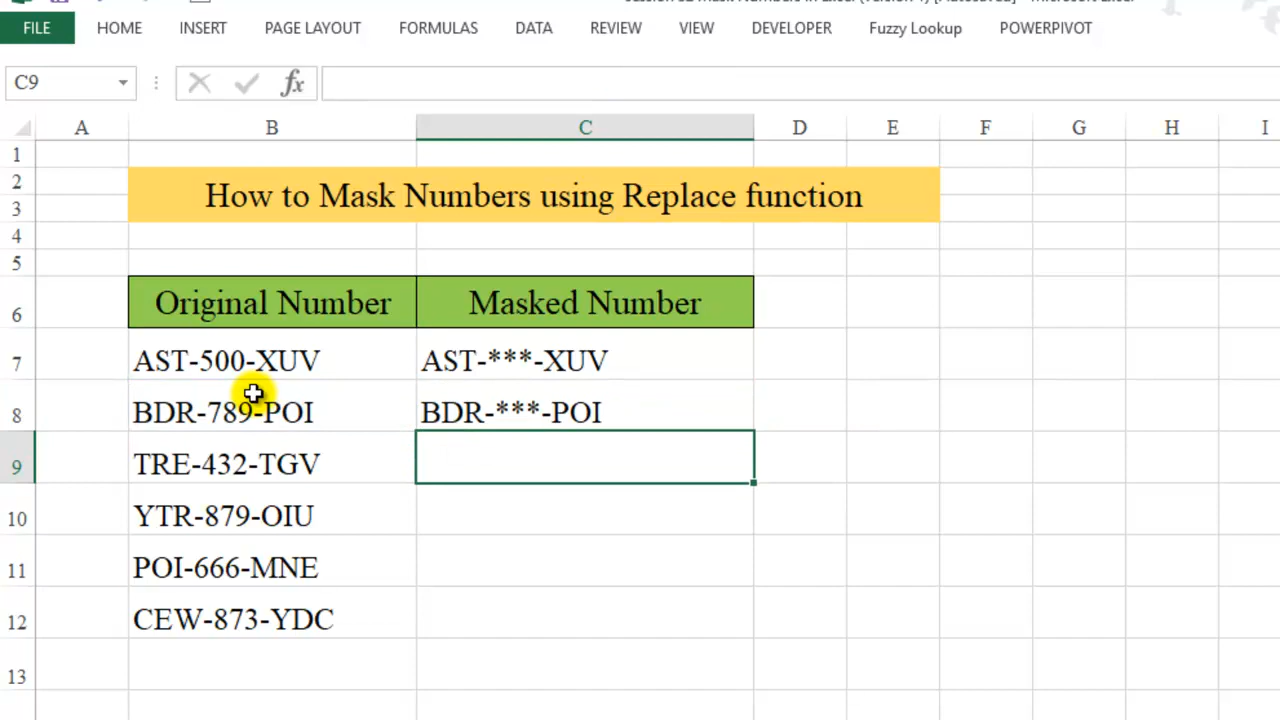 FILE HOME INSERT PAGE LAYOUT FORMULAS DATA REVIEW VIEW DEVELOPER Fuzzy Lookup POWERPIVOT
C9 fx
A B C D E F G H I
1
2
3
How to Mask Numbers using Replace function
4
5
6 Original Number Masked Number
7 AST-500-XUV AST-***-XUV
8 BDR-789-POI BDR-***-POI
9 TRE-432-TGV
10 YTR-879-OIU
11 POI-666-MNE
12 CEW-873-YDC
13